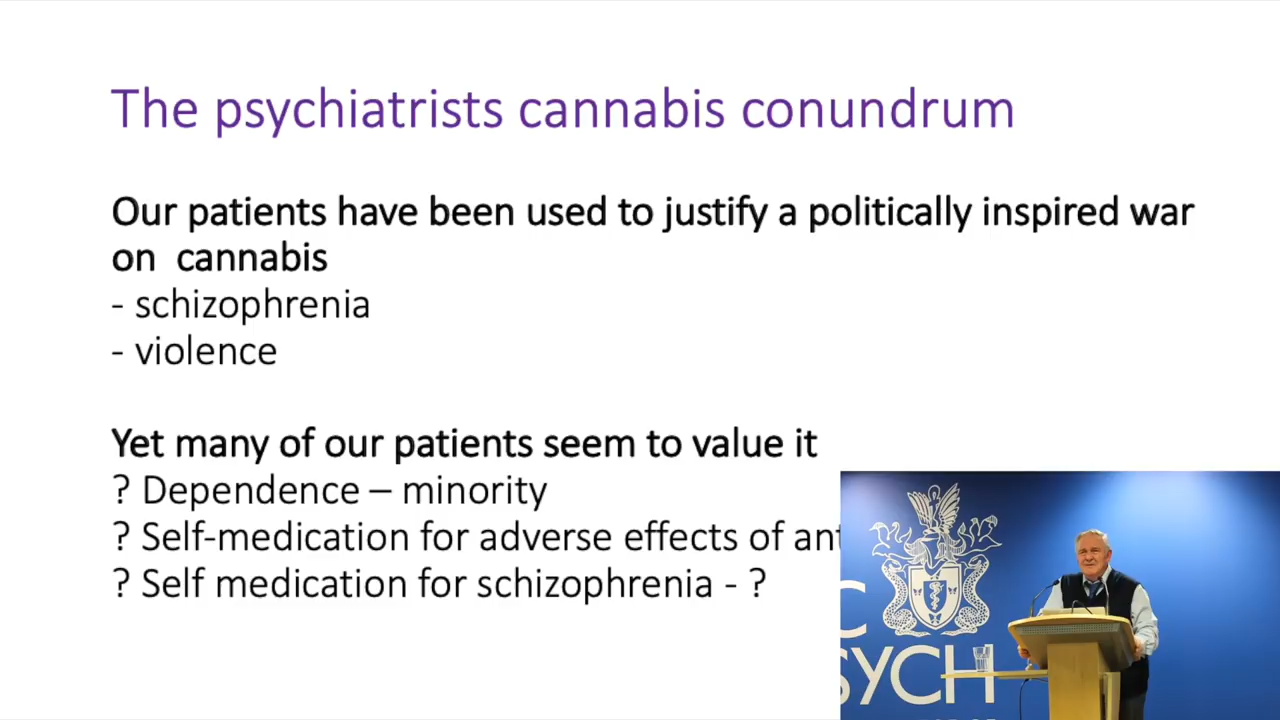 The psychiatrists cannabis conundrum
Our patients have been used to justify a politically inspired war
on cannabis
- schizophrenia
- violence
Yet many of our patients seem to value it
? Dependence – minority
? Self-medication for adverse effects of
? Self medication for schizophrenia - ?
C
SYCH